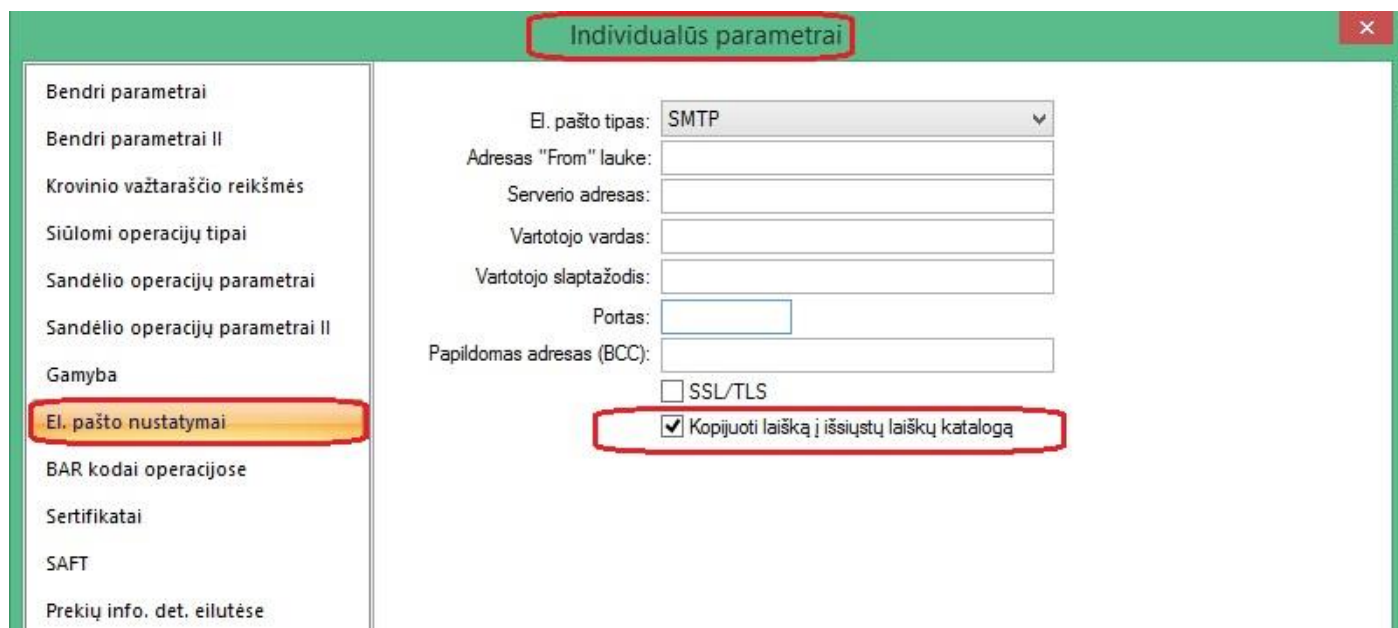 Individualūs parametrai
Bendri parametrai
Bendri parametrai II
Krovinio važtaraščio reikšmės
Siūlomi operacijų tipai
Sandėlio operacijų parametrai
Sandėlio operacijų parametrai II
Gamyba
El. pašto nustatymai
BAR kodai operacijose
Sertifikatai
SAFT
Prekių info. det. eilutėse
El. pašto tipas: SMTP
Adresas "From" lauke:
Serverio adresas:
Vartotojo vardas:
Vartotojo slaptažodis:
Portas:
Papildomas adresas (BCC):
SSL/TLS
Kopijuoti laišką į išsiųstų laiškų katalogą